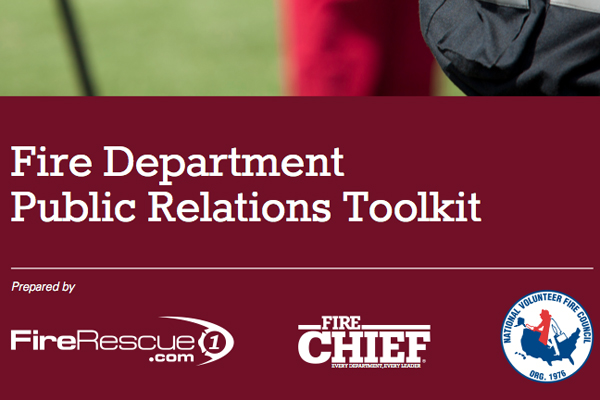 Fire Department
Public Relations Toolkit
Prepared by
FireRescue1
.com
FIRE
CHIEF
EVERY DEPARTMENT, EVERY LEADER
NATIONAL VOLUNTEER FIRE COUNCIL
ORG. 1976